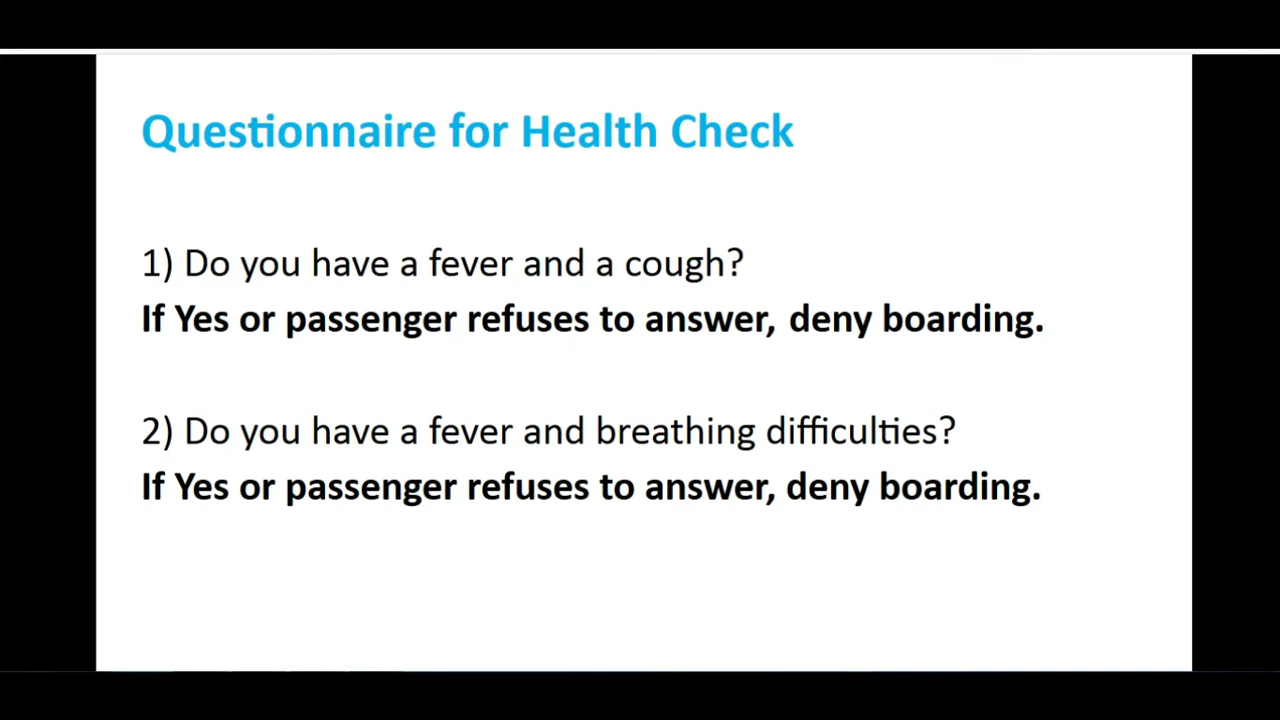 Questionnaire for Health Check
1) Do you have a fever and a cough?
If Yes or passenger refuses to answer, deny boarding.
2) Do you have a fever and breathing difficulties?
If Yes or passenger refuses to answer, deny boarding.